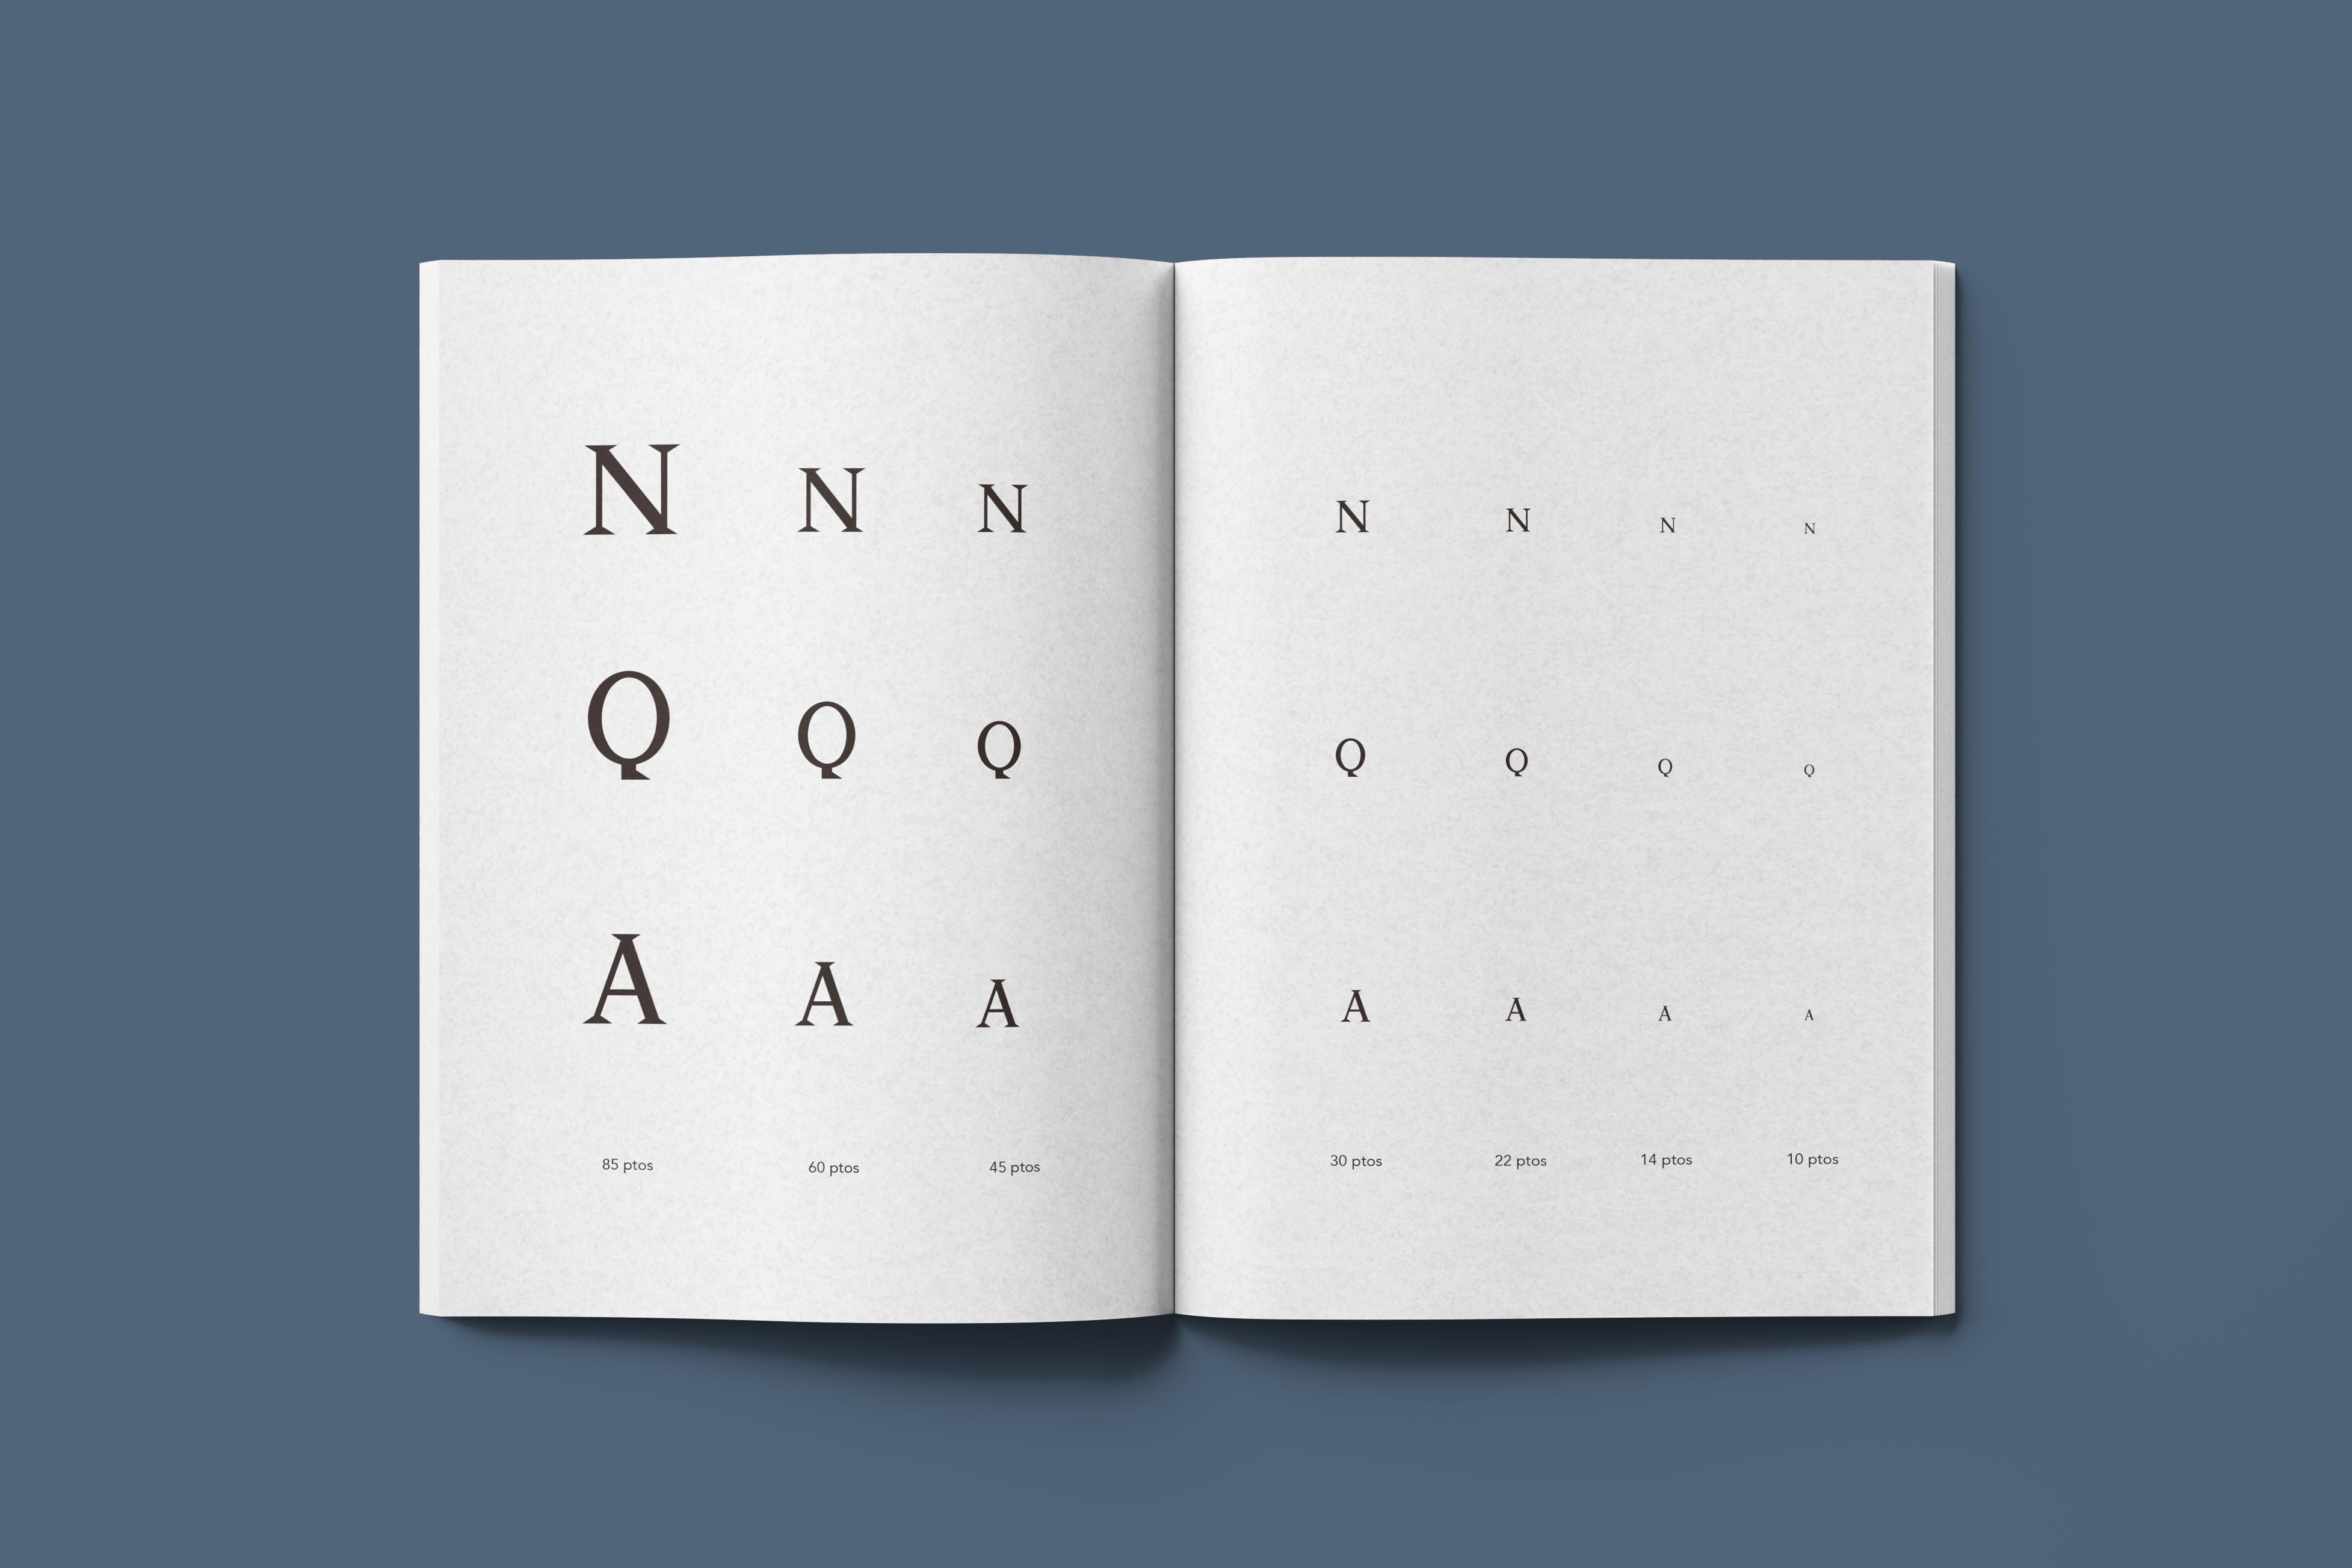 N N N
Q Q Q
A A A
85 ptos 60 ptos 45 ptos
N N N N
Q Q Q Q
A A A A
30 ptos 22 ptos 14 ptos 10 ptos